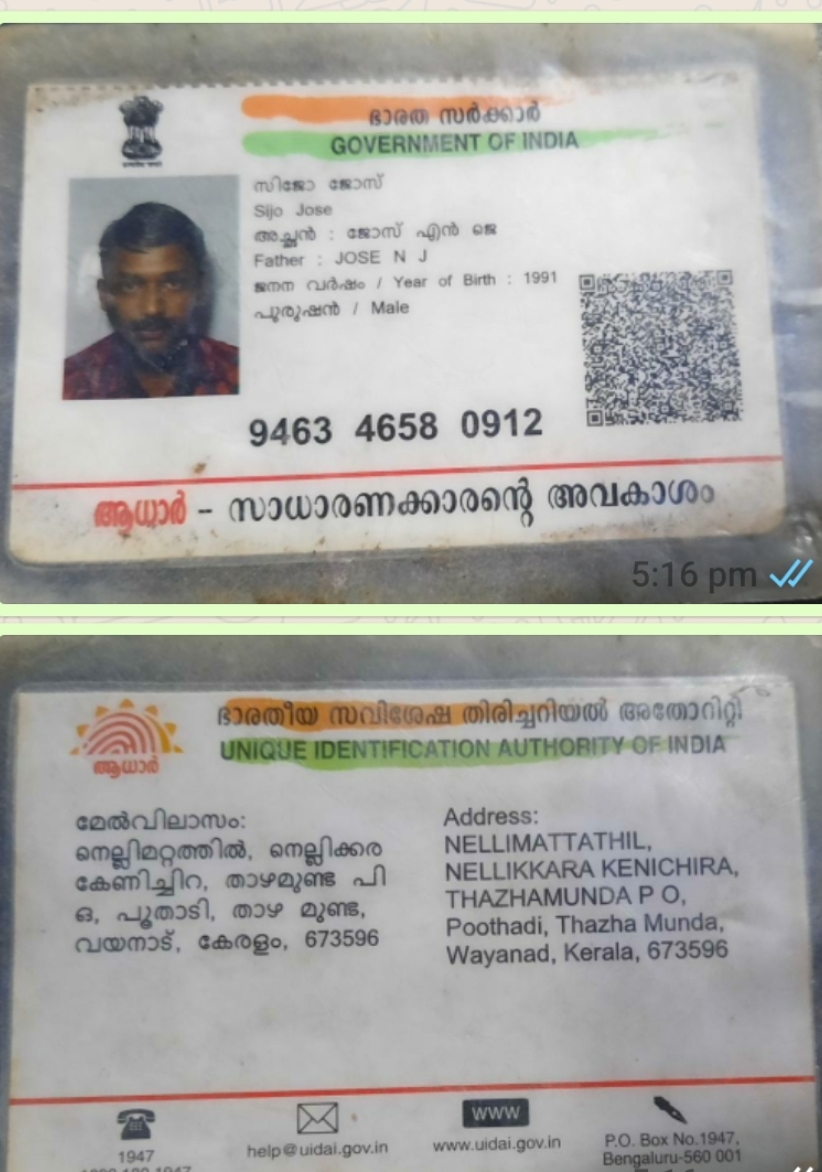 ഭാരത സർക്കാർ
GOVERNMENT OF INDIA
സിജോ ജോസ്
Sijo Jose
അച്ഛൻ : ജോസ് എൻ ജെ
Father : JOSE N J
ജനന വർഷം / Year of Birth : 1991
പുരുഷൻ / Male
9463 4658 0912
ആധാർ - സാധാരണക്കാരന്റെ അവകാശം
5:16 pm
ഭാരതീയ സവിശേഷ തിരിച്ചറിയൽ അതോറിറ്റി
UNIQUE IDENTIFICATION AUTHORITY OF INDIA
ആധാർ
മേൽവിലാസം:
നെല്ലിമറ്റത്തിൽ, നെല്ലിക്കര
കേണിച്ചിറ, താഴമുണ്ട പി
ഒ, പൂതാടി, താഴ മുണ്ട,
വയനാട്, കേരളം, 673596
Address:
NELLIMATTATHIL,
NELLIKKARA KENICHIRA,
THAZHAMUNDA P O,
Poothadi, Thazha Munda,
Wayanad, Kerala, 673596
1947
help@uidai.gov.in
WWW
www.uidai.gov.in
P.O. Box No.1947,
Bengaluru-560 001